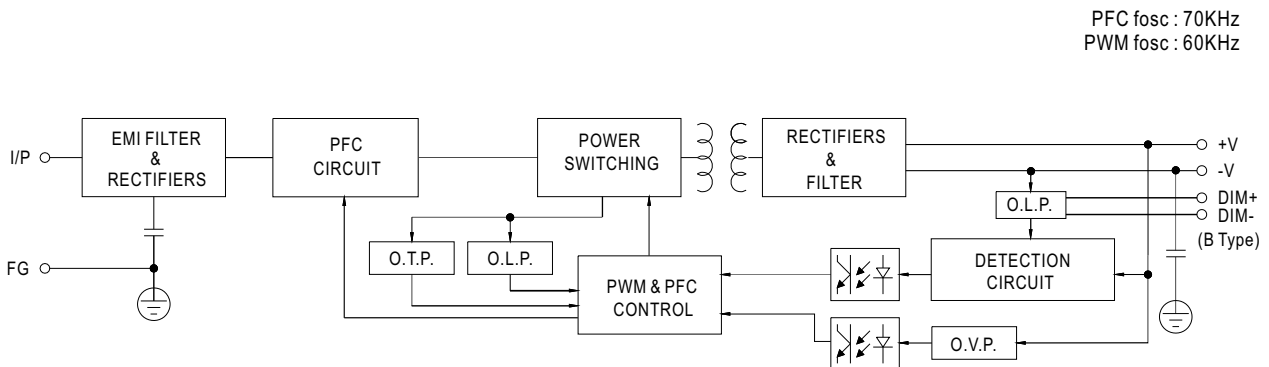 PFC fosc : 70KHz
PWM fosc : 60KHz
I/P
EMI FILTER
&
RECTIFIERS
PFC
CIRCUIT
POWER
SWITCHING
RECTIFIERS
&
FILTER
+V
-V
DIM+
DIM-
(B Type)
O.L.P.
FG
O.T.P.
O.L.P.
PWM & PFC
CONTROL
DETECTION
CIRCUIT
O.V.P.